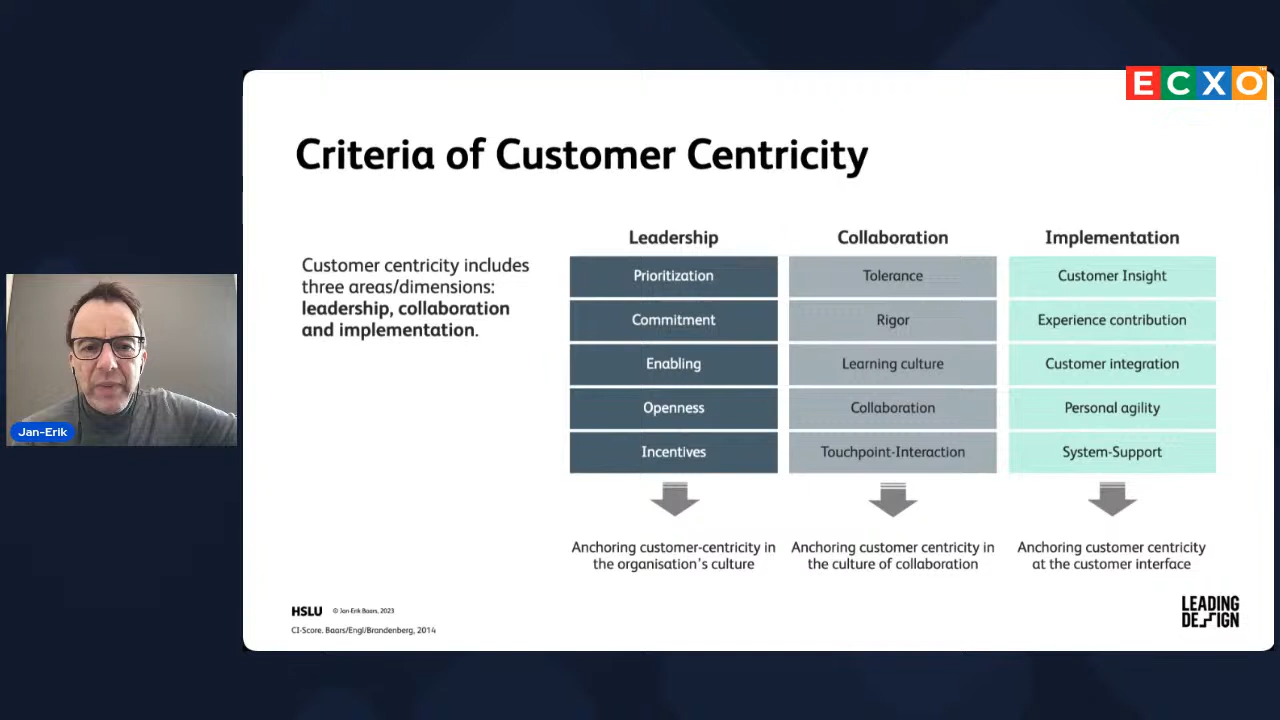 ECXO
Criteria of Customer Centricity
Customer centricity includes
three areas/dimensions:
leadership, collaboration
and implementation.
Leadership
Prioritization
Commitment
Enabling
Openness
Incentives
Anchoring customer-centricity in
the organisation's culture
Collaboration
Tolerance
Rigor
Learning culture
Collaboration
Touchpoint-Interaction
Anchoring customer centricity in
the culture of collaboration
Implementation
Customer Insight
Experience contribution
Customer integration
Personal agility
System-Support
Anchoring customer centricity
at the customer interface
Jan-Erik
HSLU © Jan-Erik Baars, 2023
CI-Score. Baars/Engl/Brandenberg, 2014
LEADING
DESIGN